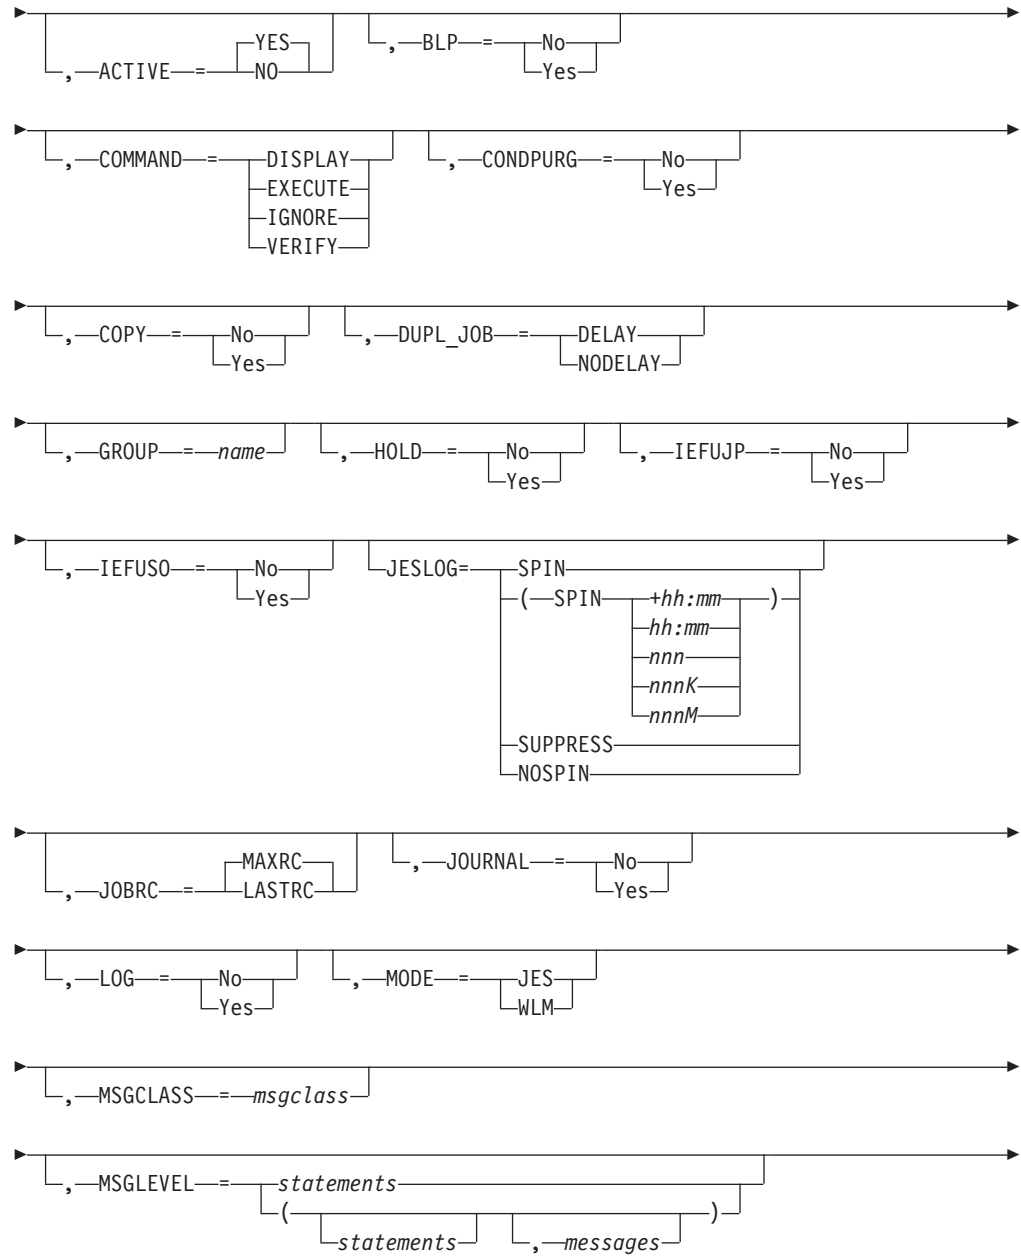 YES
, ACTIVE = NO , BLP = No
Yes
, COMMAND = DISPLAY , CONDPURG = No
EXECUTE Yes
IGNORE
VERIFY
, COPY = No , DUPL_JOB = DELAY
Yes NODELAY
, GROUP = name , HOLD = No , IEFUJP = No
Yes Yes
, IEFUSO = No JESLOG= SPIN
Yes ( SPIN +hh:mm )
hh:mm
nnn
nnnK
nnnM
SUPPRESS
NOSPIN
MAXRC , JOURNAL = No
, JOBRC = LASTRC Yes
, LOG = No , MODE = JES
Yes WLM
, MSGCLASS = msgclass
, MSGLEVEL = statements
( )
statements , messages